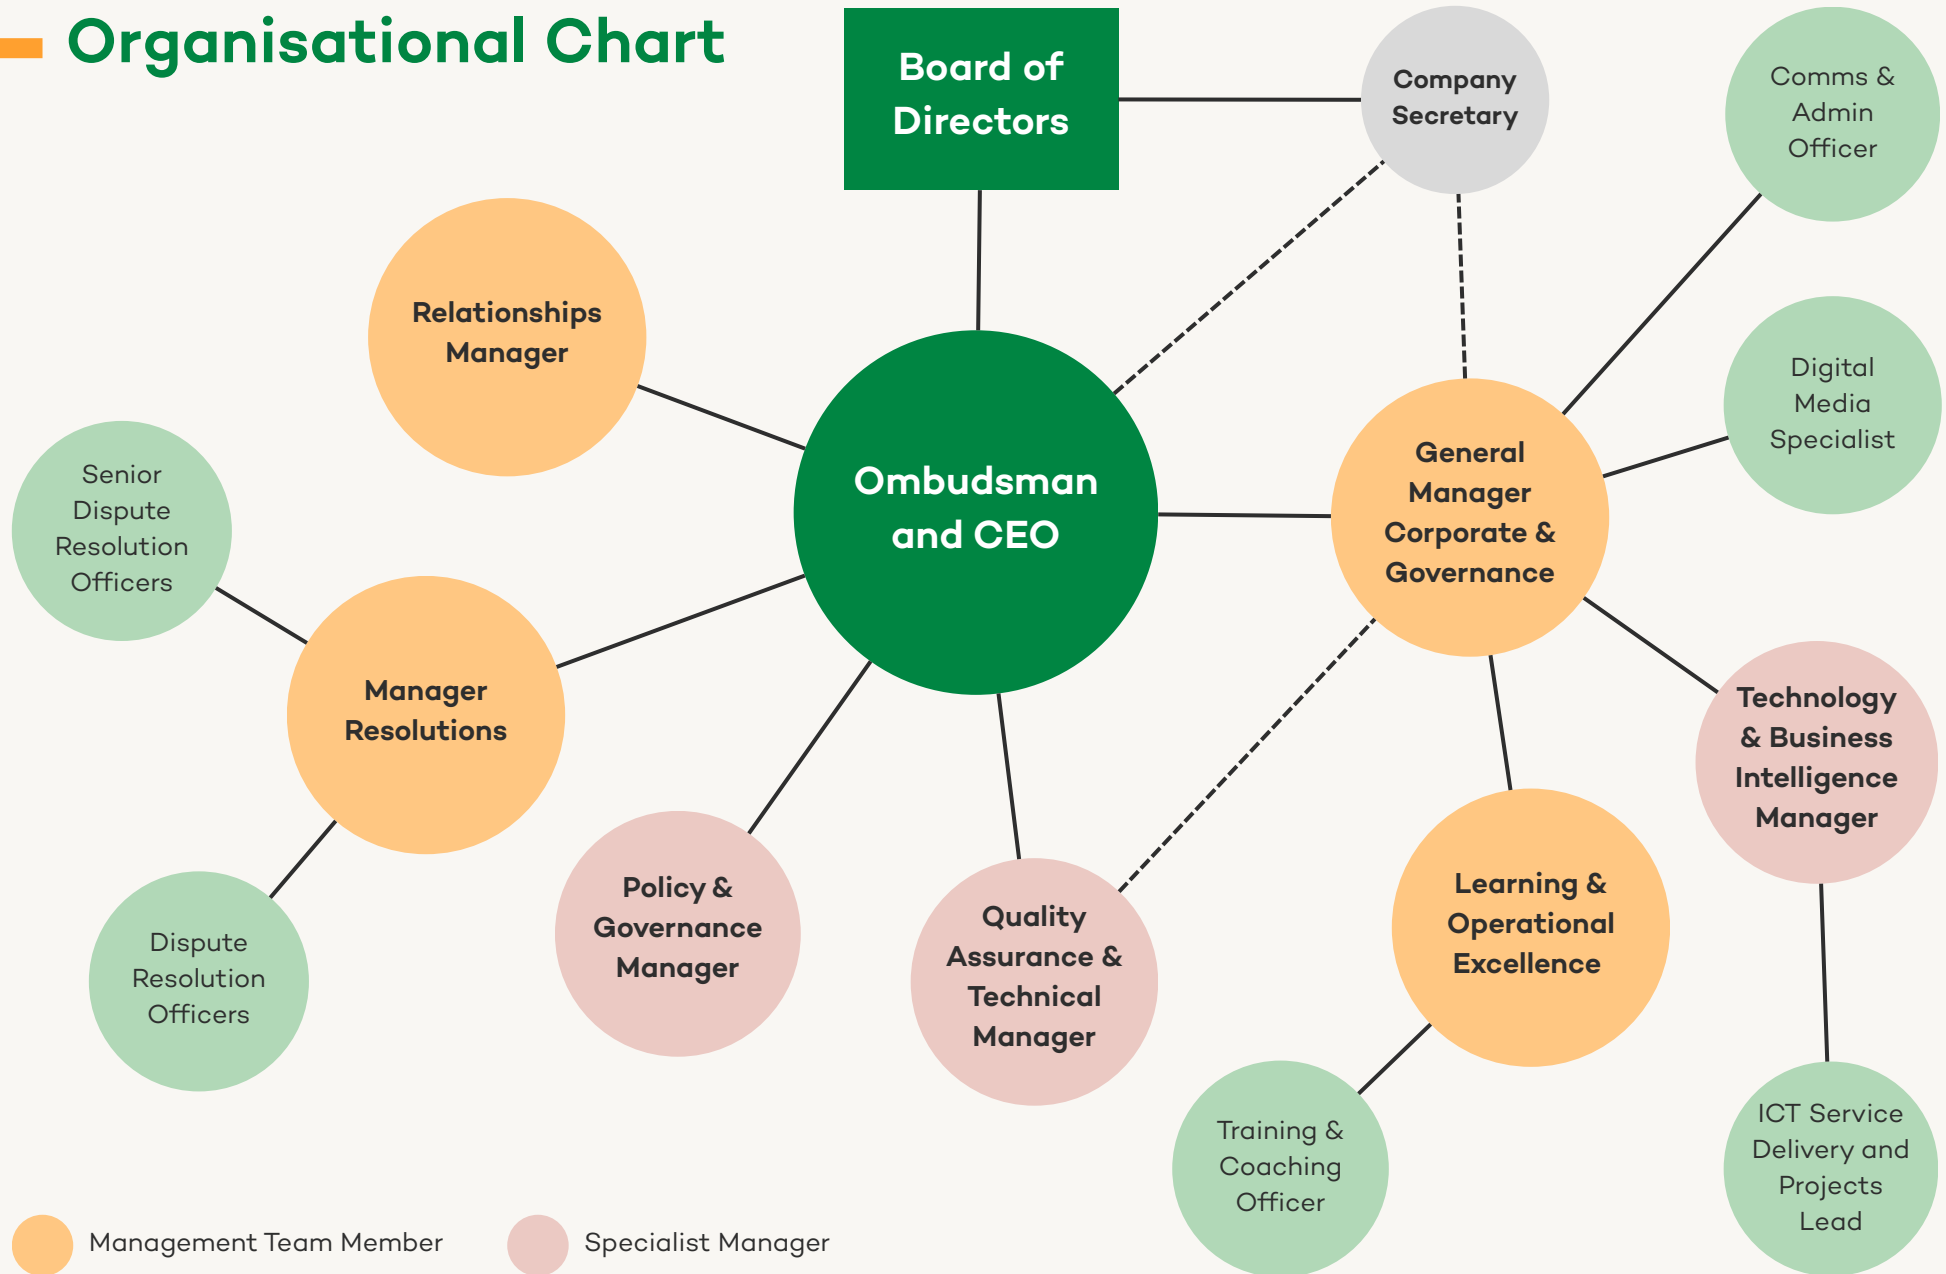 Organisational Chart
Board of
Directors
Company
Secretary
Comms &
Admin
Officer
Relationships
Manager
Digital
Media
Specialist
Ombudsman
and CEO
General
Manager
Corporate &
Governance
Senior
Dispute
Resolution
Officers
Manager
Resolutions
Technology
& Business
Intelligence
Manager
Policy &
Governance
Manager
Quality
Assurance &
Technical
Manager
Learning &
Operational
Excellence
Dispute
Resolution
Officers
Training &
Coaching
Officer
ICT Service
Delivery and
Projects
Lead
Management Team Member
Specialist Manager